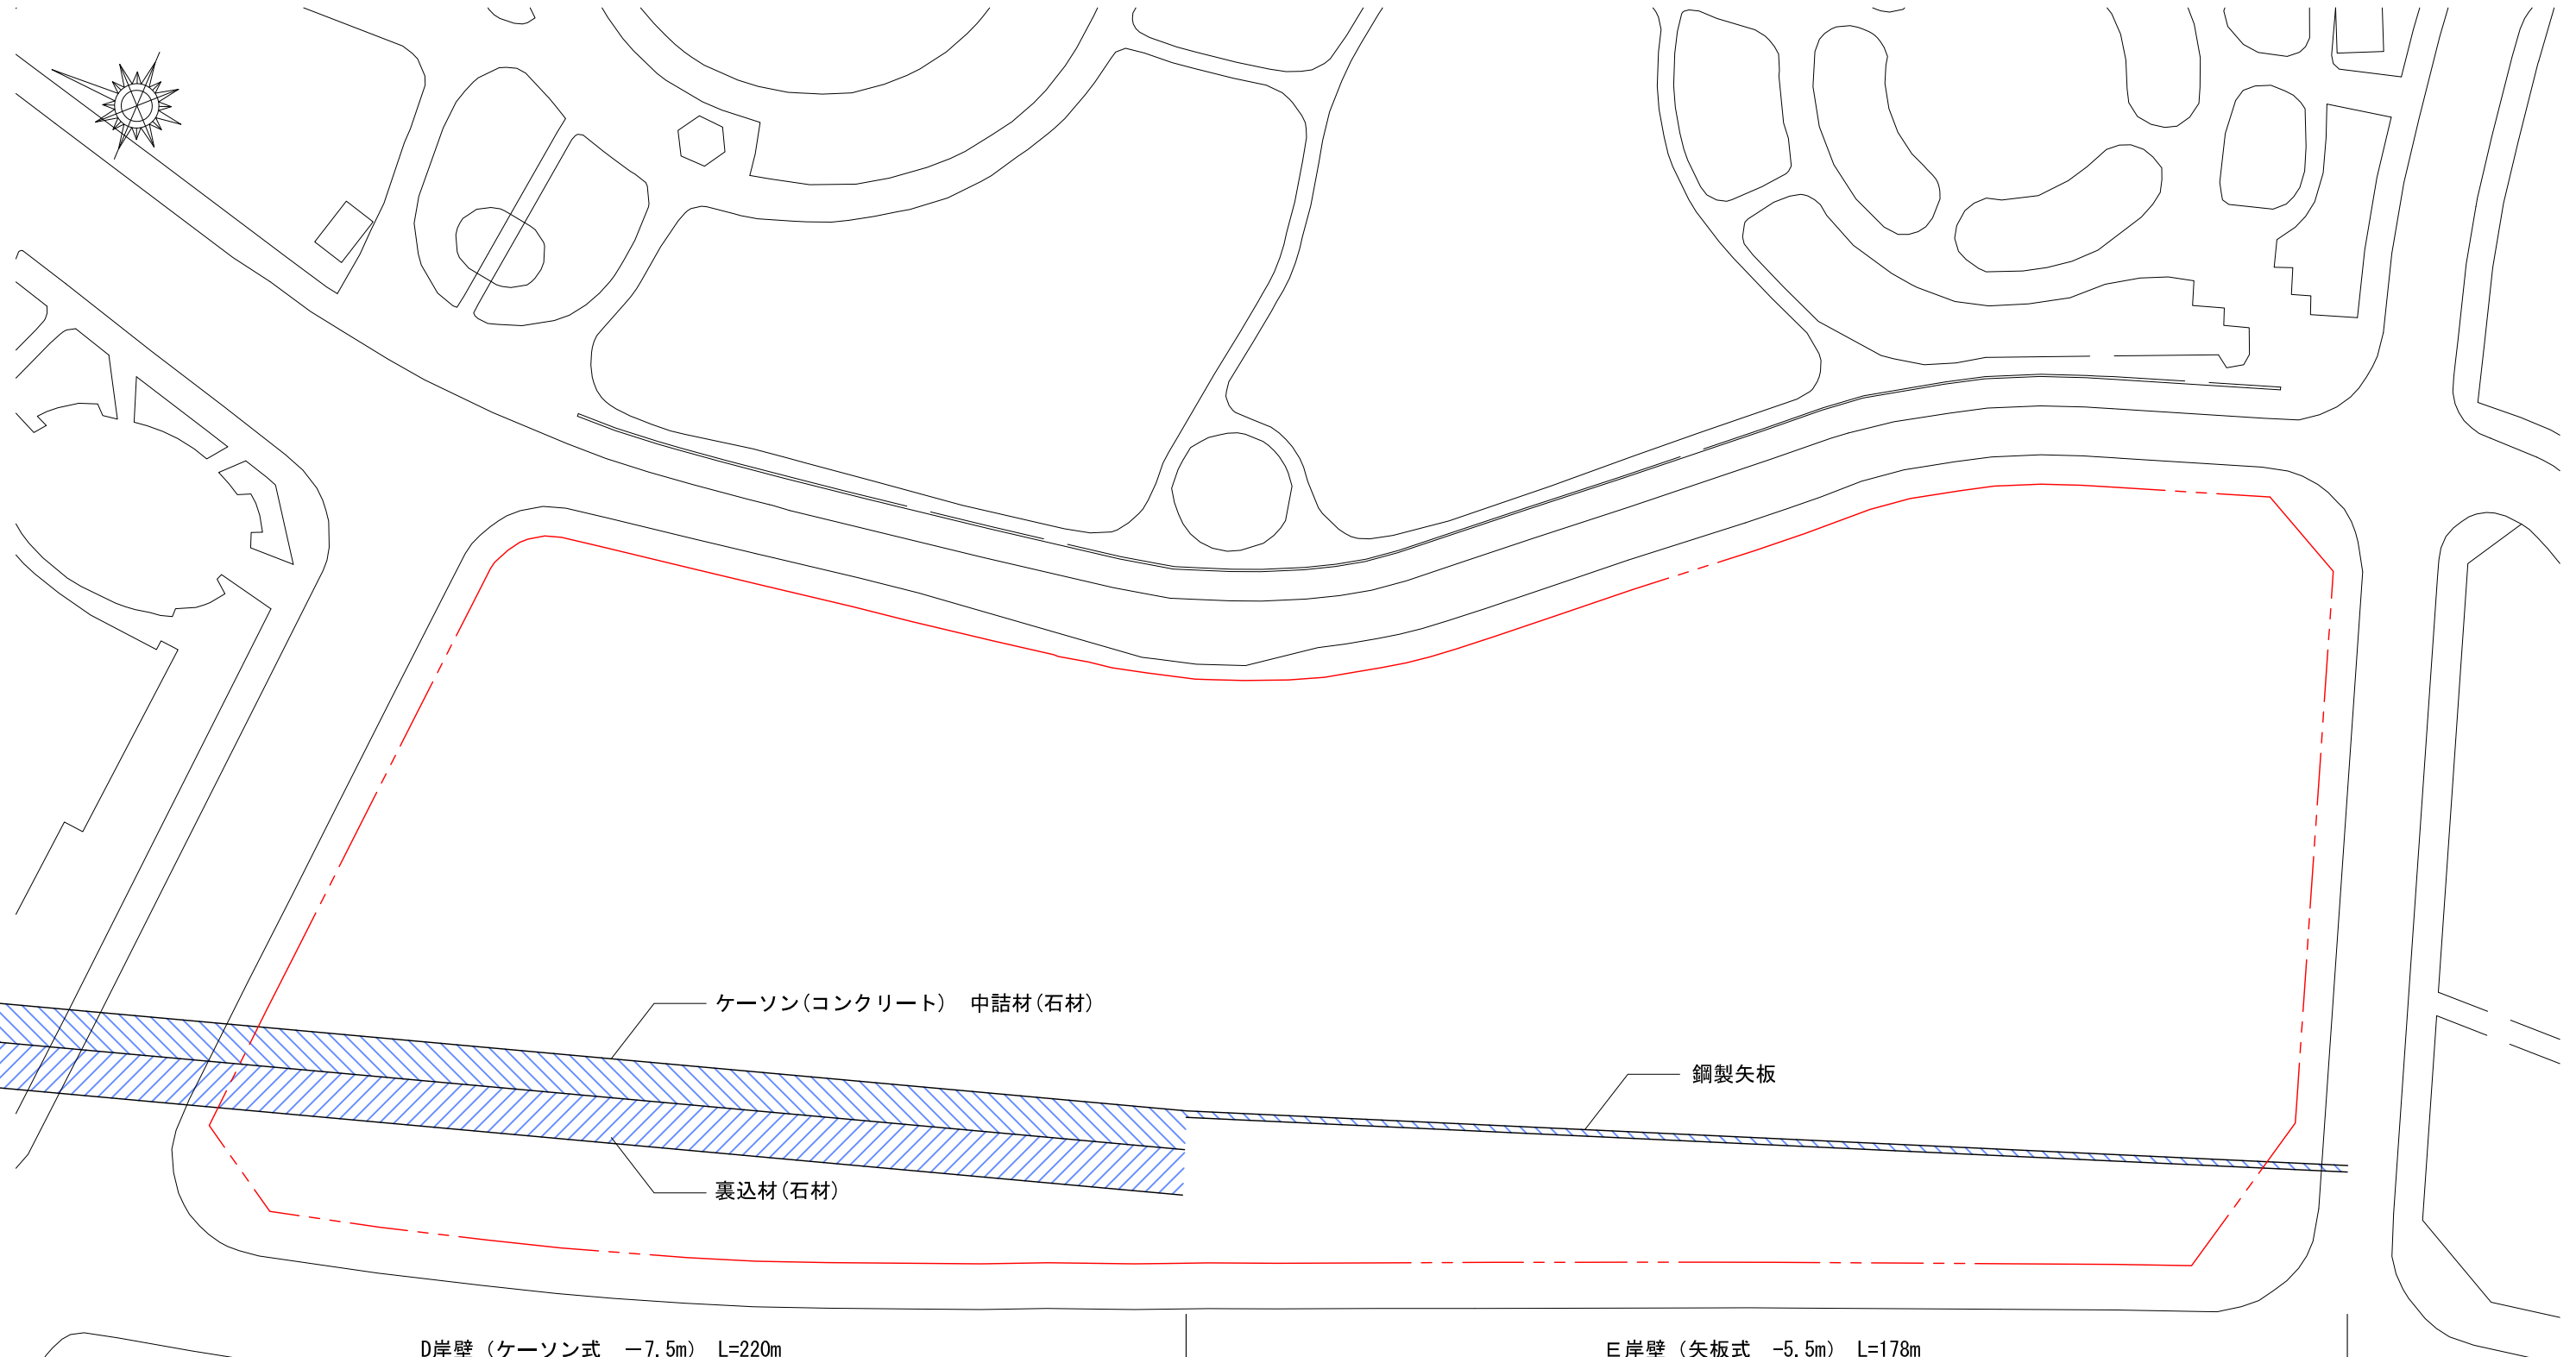 ケーソン(コンクリート)　中詰材(石材)
鋼製矢板
裏込材(石材)
D岸壁（ケーソン式　－7.5m）　L=220m
E岸壁（矢板式　-5.5m）　L=178m